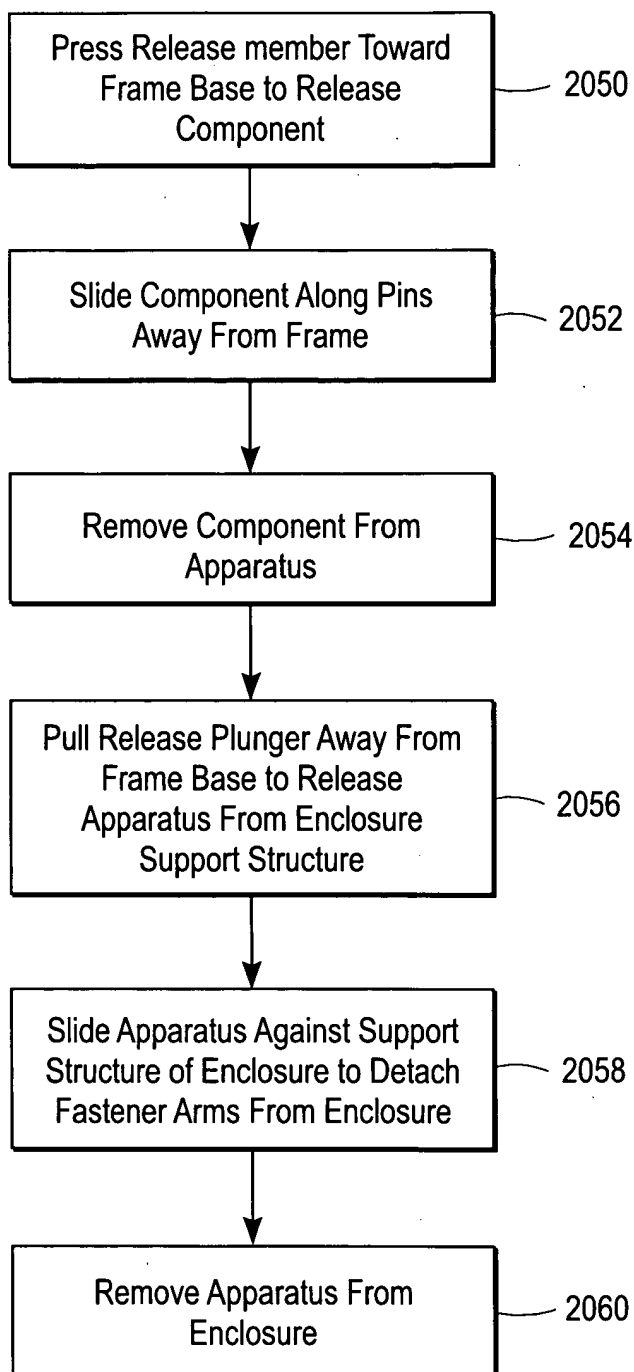 Press Release member Toward
Frame Base to Release
Component
2050
Slide Component Along Pins
Away From Frame
2052
Remove Component From
Apparatus
2054
Pull Release Plunger Away From
Frame Base to Release
Apparatus From Enclosure
Support Structure
2056
Slide Apparatus Against Support
Structure of Enclosure to Detach
Fastener Arms From Enclosure
2058
Remove Apparatus From
Enclosure
2060